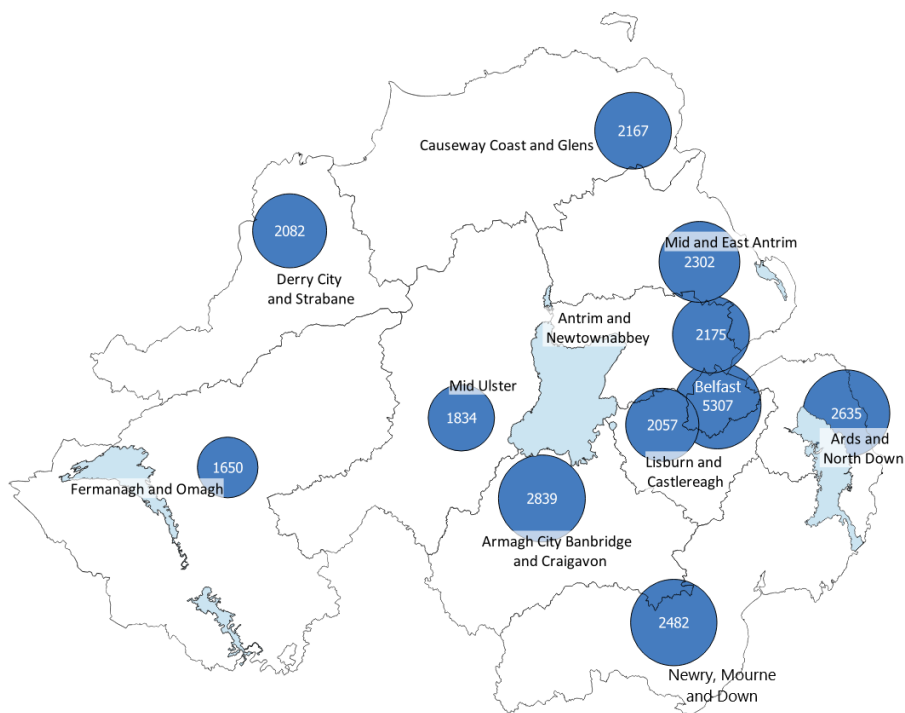 2167
Causeway Coast and Glens
2082
Derry City
and Strabane
Mid and East Antrim
2302
Antrim and
Newtownabbey
2175
Mid Ulster
1834
Belfast
5307
2057
Lisburn and
Castlereagh
2635
Ards and
North Down
1650
Fermanagh and Omagh
2839
Armagh City Banbridge
and Craigavon
2482
Newry, Mourne
and Down